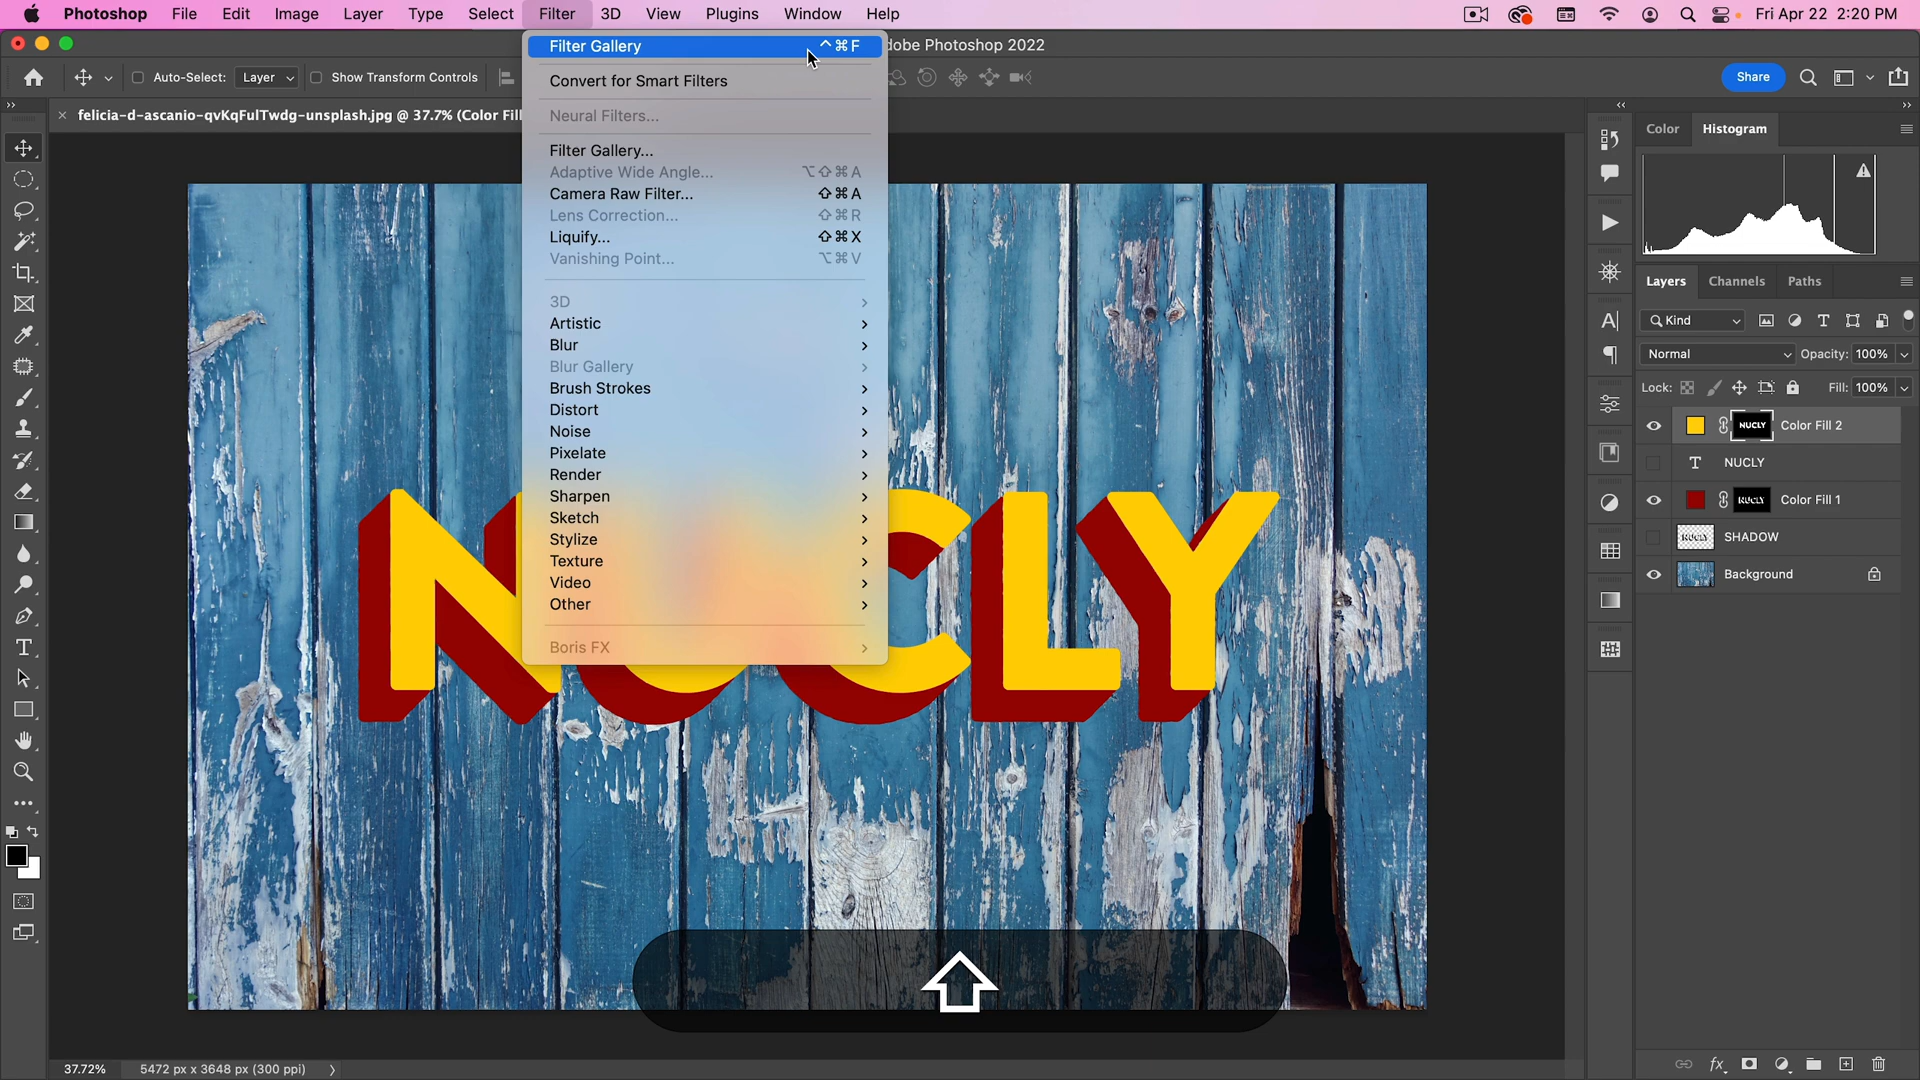 Photoshop File Edit Image Layer Type Select Filter 3D View Plugins Window Help Fri Apr 22 2:20 PM
dobe Photoshop 2022
Auto-Select: Layer Show Transform Controls Share
felicia-d-ascanio-qvKqFulTwdg-unsplash.jpg @ 37.7% (Color Fill
Filter Gallery ^⌘F
Convert for Smart Filters
Neural Filters...
Filter Gallery...
Adaptive Wide Angle... ⌥⇧⌘A
Camera Raw Filter... ⇧⌘A
Lens Correction... ⇧⌘R
Liquify... ⇧⌘X
Vanishing Point... ⌥⌘V
3D
Artistic
Blur
Blur Gallery
Brush Strokes
Distort
Noise
Pixelate
Render
Sharpen
Sketch
Stylize
Texture
Video
Other
Boris FX
NUCLY
Color Histogram
Layers Channels Paths
Kind
Normal Opacity: 100%
Lock: Fill: 100%
NUCLY Color Fill 2
T NUCLY
NUCLY Color Fill 1
NUCLY SHADOW
Background
37.72% 5472 px x 3648 px (300 ppi)